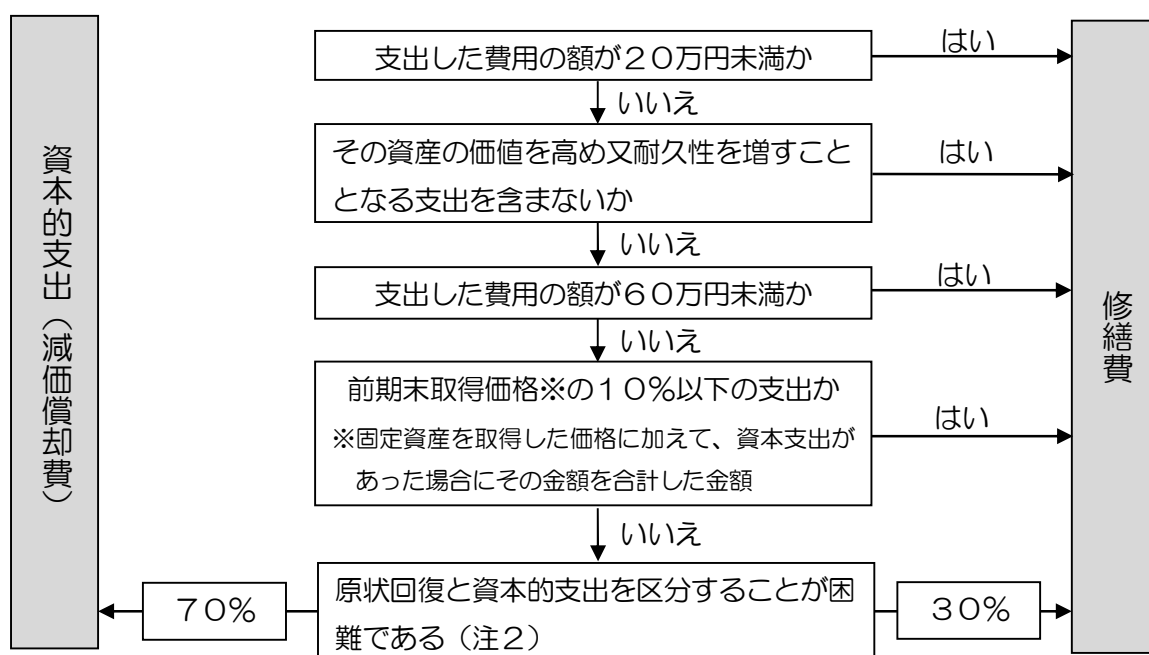 支出した費用の額が２０万円未満か
はい
いいえ
その資産の価値を高め又耐久性を増すこと
となる支出を含まないか
はい
いいえ
支出した費用の額が６０万円未満か
はい
いいえ
前期末取得価格※の１０％以下の支出か
※固定資産を取得した価格に加えて、資本支出が
あった場合にその金額を合計した金額
はい
いいえ
原状回復と資本的支出を区分することが困
難である（注２）
７０％
３０％
資本的支出（減価償却費）
修繕費